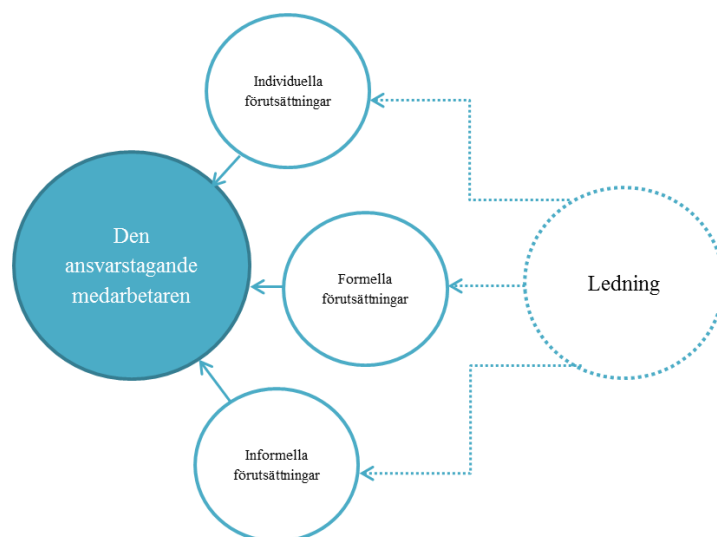 Individuella
förutsättningar
Den
ansvarstagande
medarbetaren
Formella
förutsättningar
Ledning
Informella
förutsättningar